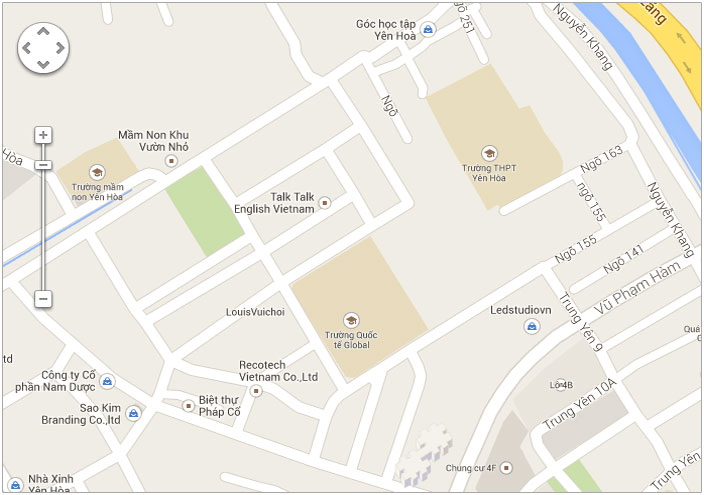 Góc học tập
Yên Hoà
Ngõ 251
Nguyễn Khang
Láng
Ngõ
Mầm Non Khu
Vườn Nhỏ
Hòa
Trường mầm
non Yên Hòa
Trường THPT
Yên Hòa
Ngõ 163
ngõ 155
Nguyễn Khang
Talk Talk
English Vietnam
Ngõ 155
Ngõ 141
Vũ Phạm Hàm
LouisVuichoi
Trường Quốc
tế Global
Ledstudiovn
Trung Yên 9
Quá
ltd
Recotech
Vietnam Co.,Ltd
Công ty Cổ
phần Nam Dược
Biệt thự
Pháp Cổ
Sao Kim
Branding Co.,ltd
Lô 4B
Trung Yên 10A
Trung Yên
Chung cư 4F
Nhà Xinh
Yên Hòa